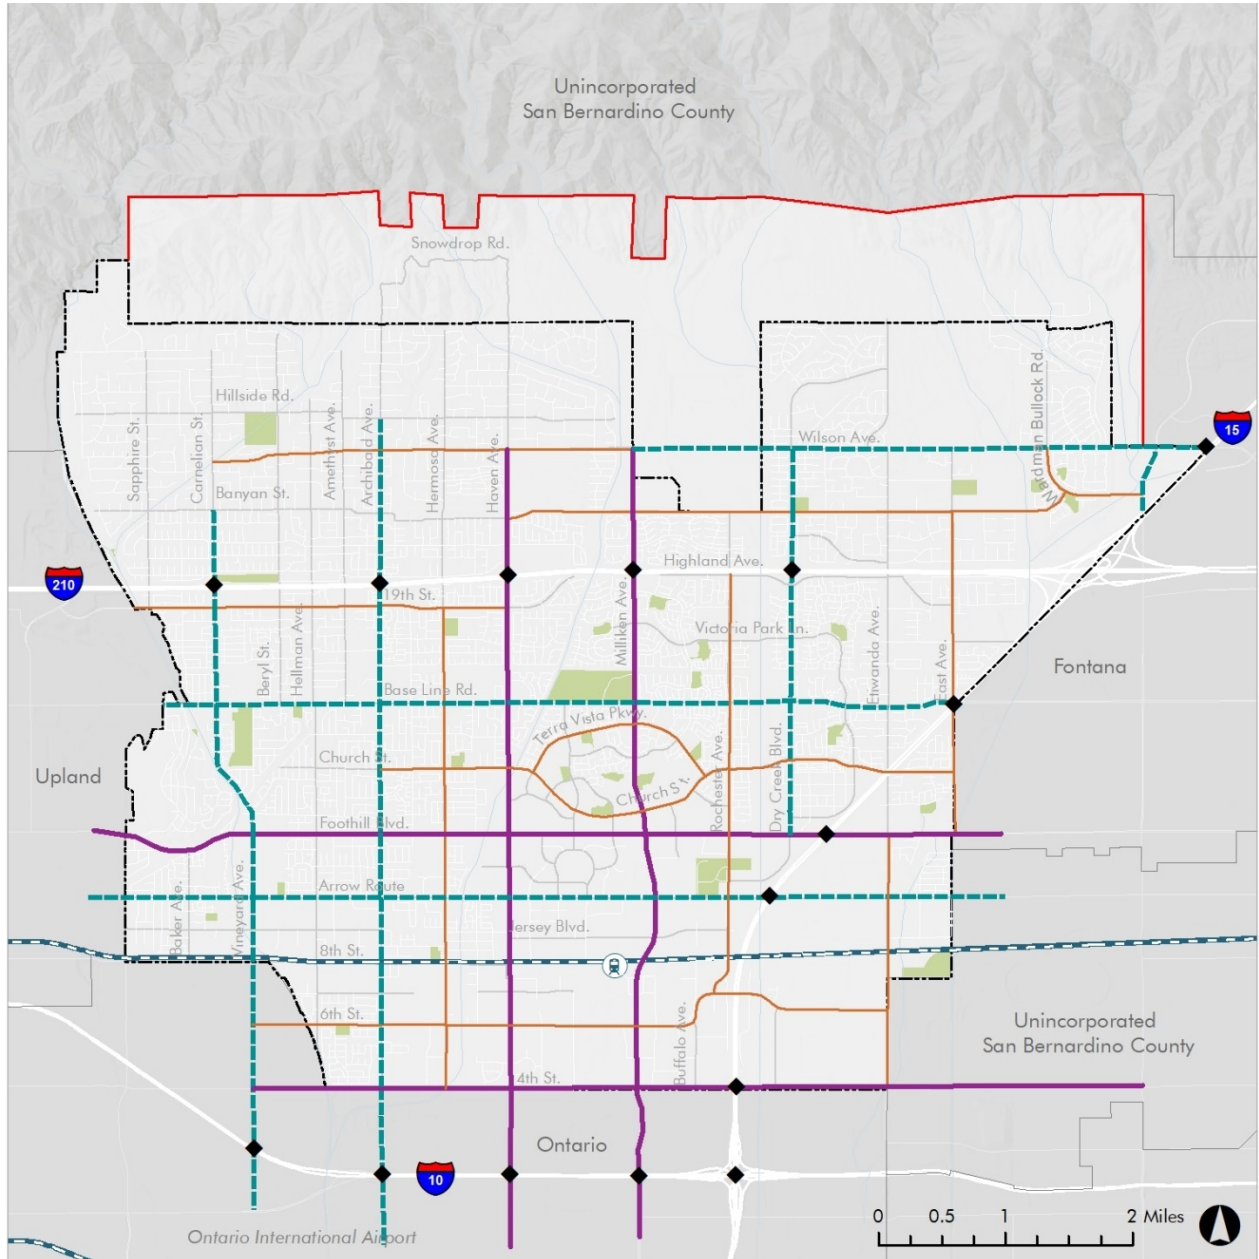 Unincorporated
San Bernardino County
Snowdrop Rd.
Hillside Rd.
Wilson Ave.
Wardman Bullock Rd.
15
Sapphire St.
Carnelian St.
Amethyst Ave.
Archibald Ave.
Hermosa Ave.
Haven Ave.
Banyan St.
210
Highland Ave.
19th St.
Beryl St.
Hellman Ave.
Milliken Ave.
Victoria Park Ln.
Etiwanda Ave.
East Ave.
Fontana
Base Line Rd.
Terra Vista Pkwy.
Upland
Church St.
Church St.
Rochester Ave.
Dry Creek Blvd.
Foothill Blvd.
Arrow Route
Baker Ave.
Vineyard Ave.
Jersey Blvd.
8th St.
6th St.
Buffalo Ave.
Unincorporated
San Bernardino County
4th St.
Ontario
10
Ontario International Airport
0 0.5 1 2 Miles